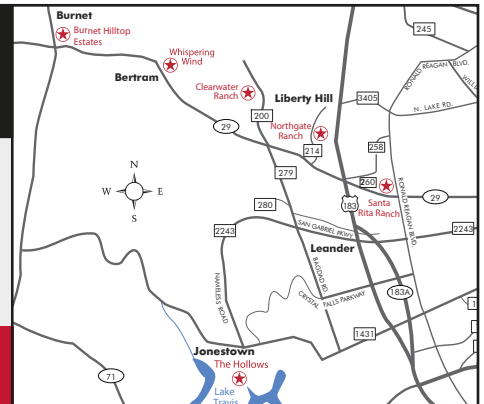 Burnet
Burnet Hilltop
Estates
245
Whispering
Wind
RONALD REAGAN BLVD.
Bertram
Clearwater
Ranch
Liberty Hill
3405
N. LAKE RD.
200
29
Northgate
Ranch
214
258
279
260
N
W
E
S
280
183
Santa
Rita Ranch
29
RONALD REAGAN BLVD.
2243
SAN GABRIEL PKWY
2243
Leander
BAGDAD RD.
NAMELESS ROAD
CRYSTAL FALLS PARKWAY
183A
1431
Jonestown
The Hollows
71
Lake
Travis